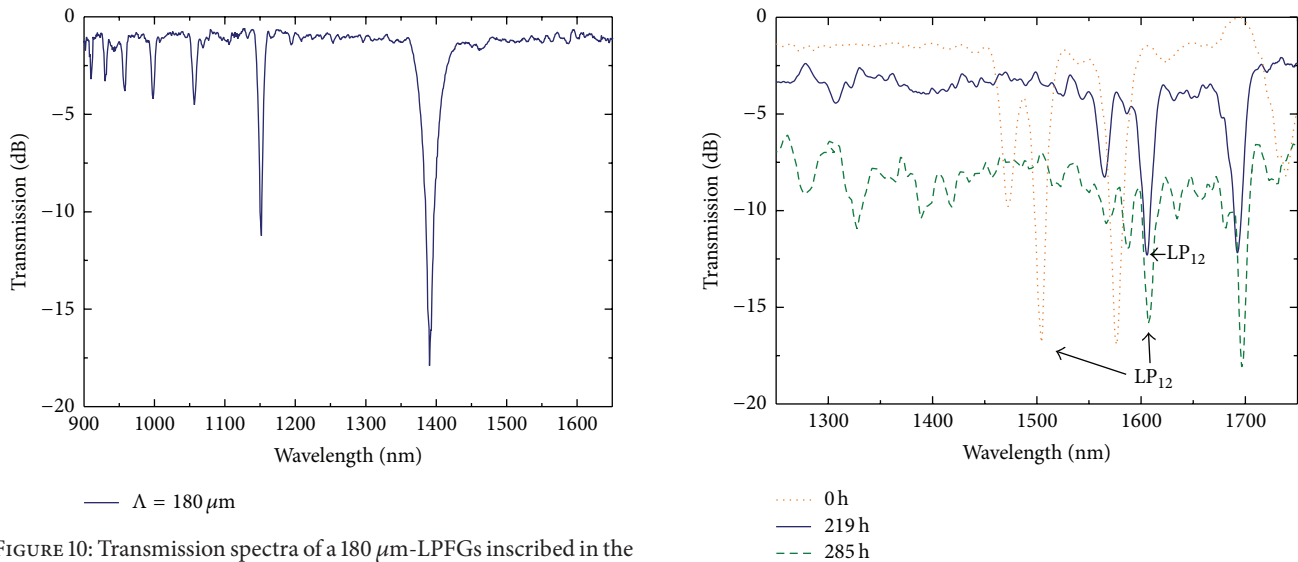 0
−5
−10
−15
−20
Transmission (dB)
900 1000 1100 1200 1300 1400 1500 1600
Wavelength (nm)
Λ = 180 μm
FIGURE 10: Transmission spectra of a 180 μm-LPFGs inscribed in the
0
−5
−10
−15
−20
Transmission (dB)
LP12
LP12
1300 1400 1500 1600 1700
Wavelength (nm)
0 h
219 h
285 h